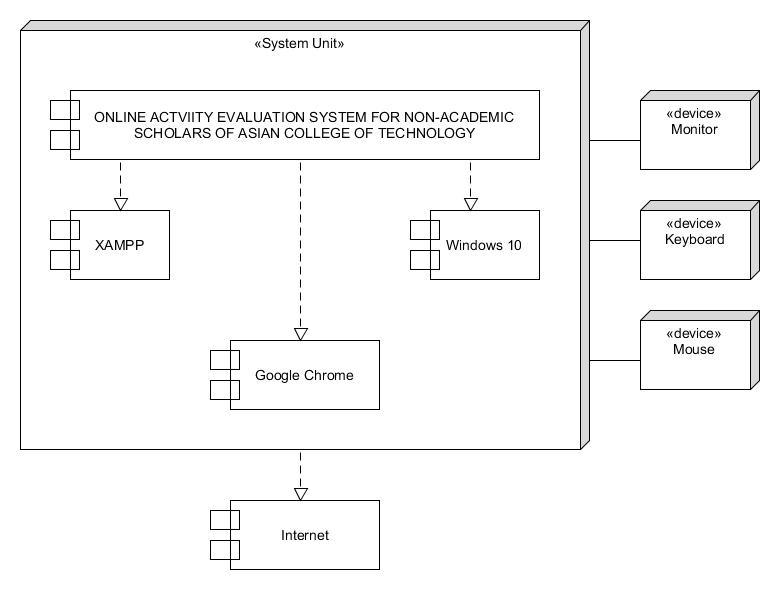 «System Unit»
ONLINE ACTVIITY EVALUATION SYSTEM FOR NON-ACADEMIC
SCHOLARS OF ASIAN COLLEGE OF TECHNOLOGY
«device»
Monitor
XAMPP
Windows 10
«device»
Keyboard
«device»
Mouse
Google Chrome
Internet